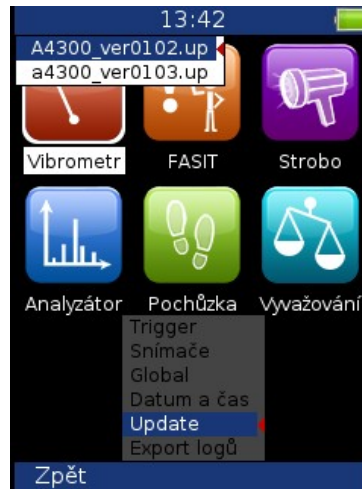 13:42
A4300_ver0102.up
a4300_ver0103.up
Vibrometr
FASIT
Strobo
Analyzátor
Pochůzka
Vyvažování
Trigger
Snímače
Global
Datum a čas
Update
Export logů
Zpět